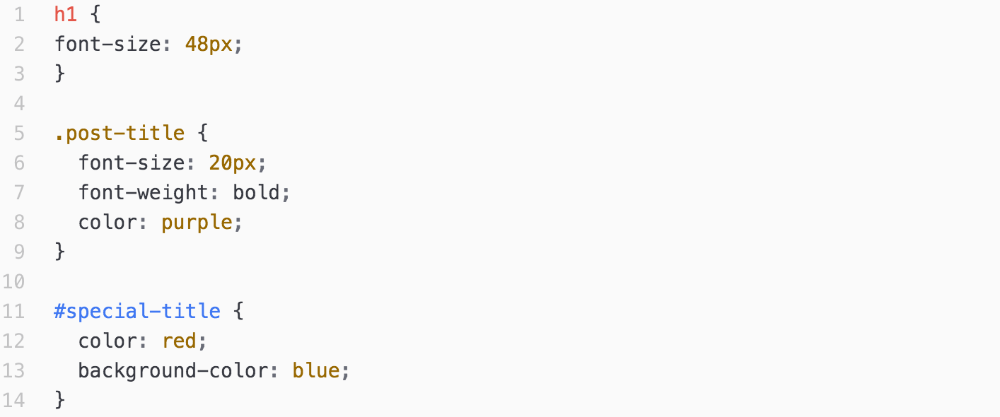 1 h1 {
2 font-size: 48px;
3 }
4
5 .post-title {
6   font-size: 20px;
7   font-weight: bold;
8   color: purple;
9 }
10
11 #special-title {
12   color: red;
13   background-color: blue;
14 }